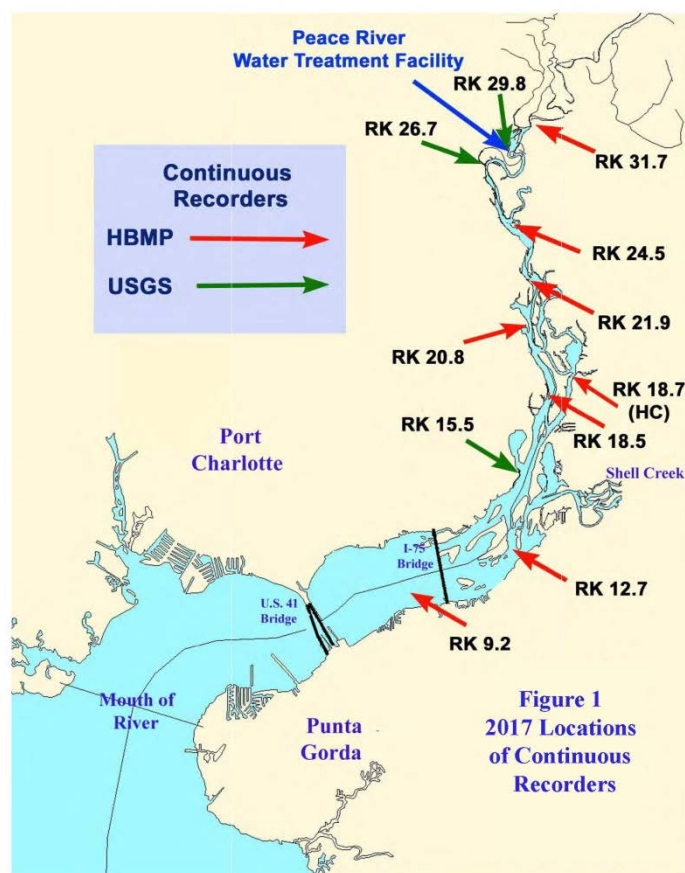 Peace River
Water Treatment Facility
RK 29.8
RK 26.7
RK 31.7
Continuous
Recorders
HBMP
USGS
RK 24.5
RK 21.9
RK 20.8
RK 18.7
(HC)
RK 18.5
RK 15.5
Port
Charlotte
Shell Creek
I-75
Bridge
RK 12.7
U.S. 41
Bridge
RK 9.2
Mouth of
River
Punta
Gorda
Figure 1
2017 Locations
of Continuous
Recorders